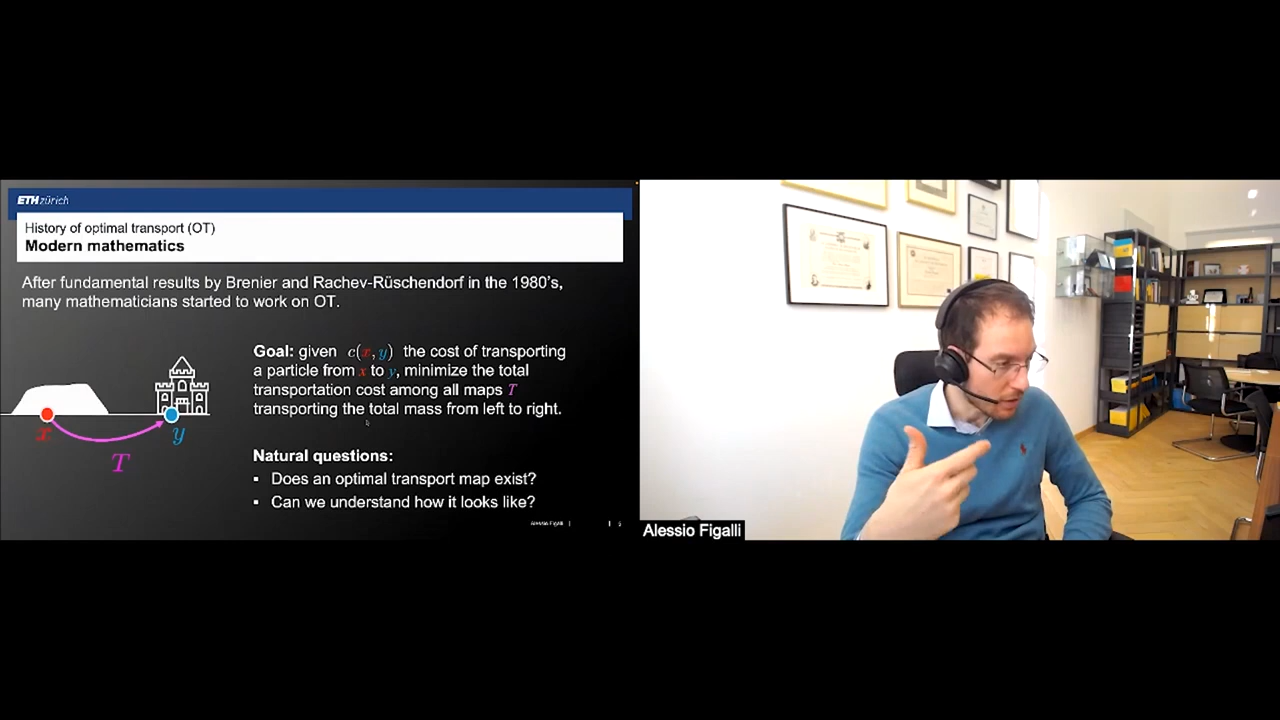 ETH zürich
History of optimal transport (OT)
Modern mathematics
After fundamental results by Brenier and Rachev-Rüschendorf in the 1980's,
many mathematicians started to work on OT.
Goal: given c(x, y) the cost of transporting
a particle from x to y, minimize the total
transportation cost among all maps T
transporting the total mass from left to right.
x
y
T
Natural questions:
▪ Does an optimal transport map exist?
▪ Can we understand how it looks like?
Alessio Figalli | | 5
Alessio Figalli